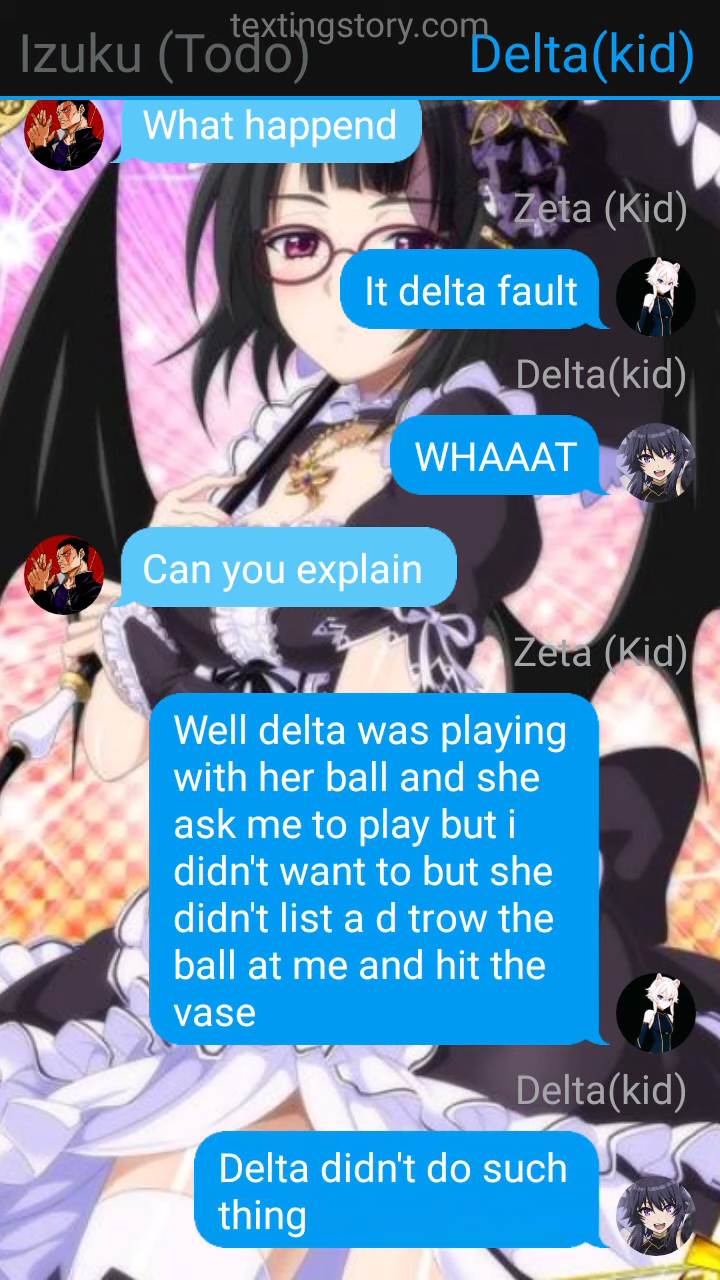 textingstory.com
Izuku (Todo)
Delta(kid)
What happend
Zeta (Kid)
It delta fault
Delta(kid)
WHAAAT
Can you explain
Zeta (Kid)
Well delta was playing
with her ball and she
ask me to play but i
didn't want to but she
didn't list a d trow the
ball at me and hit the
vase
Delta(kid)
Delta didn't do such
thing